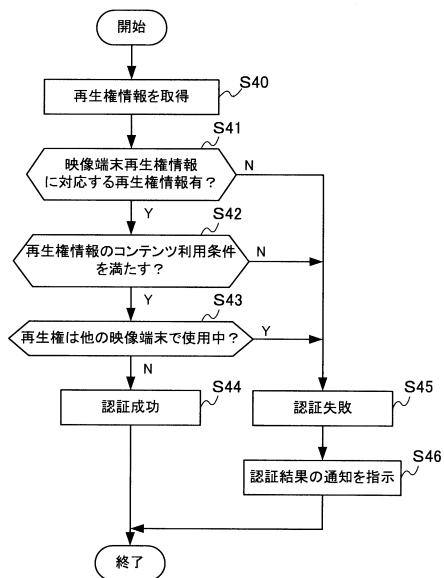 開始
S40
再生権情報を取得
S41
映像端末再生権情報
に対応する再生権情報有？
N
Y
S42
再生権情報のコンテンツ利用条件
を満たす？
N
Y
S43
再生権は他の映像端末で使用中？
Y
N
S44
認証成功
S45
認証失敗
S46
認証結果の通知を指示
終了